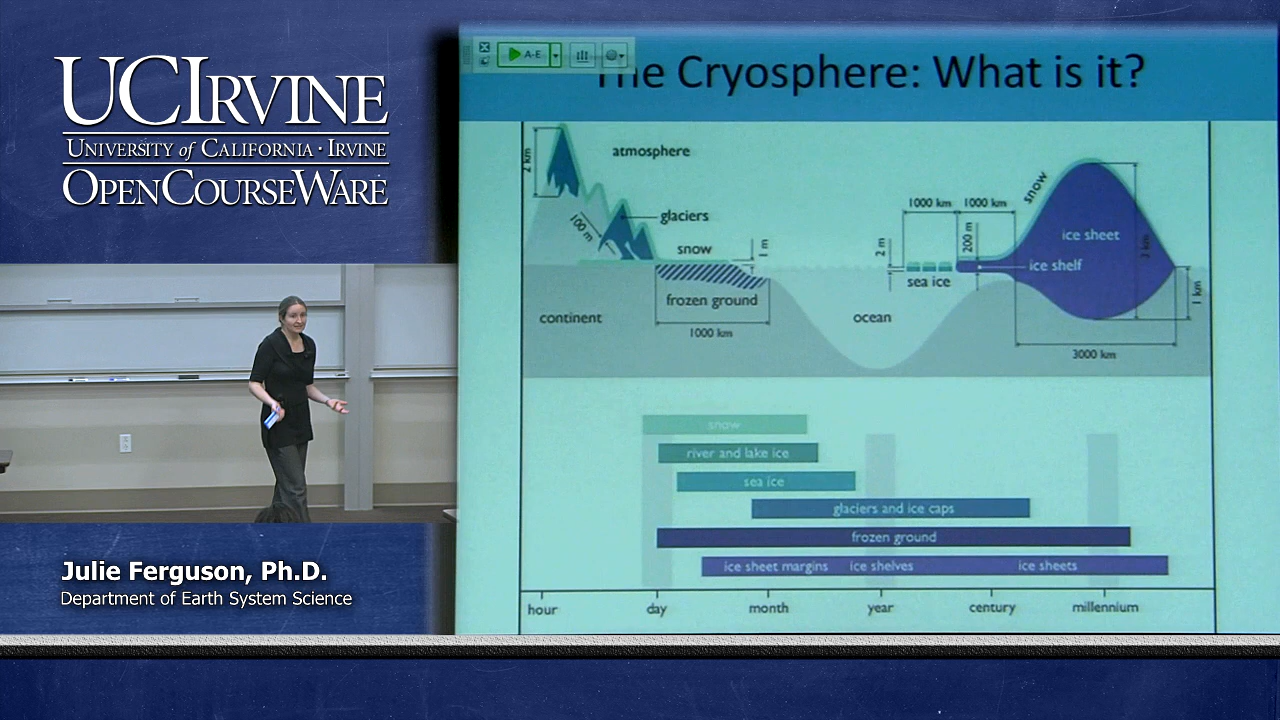 UCIRVINE
UNIVERSITY of CALIFORNIA · IRVINE
OPENCOURSEWARE
Julie Ferguson, Ph.D.
Department of Earth System Science
A-E
The Cryosphere: What is it?
2 km
atmosphere
glaciers
100 m
snow
1 m
frozen ground
continent
1000 km
ocean
2 m
1000 km
1000 km
200 m
sea ice
snow
ice sheet
ice shelf
3 km
1 km
3000 km
snow
river and lake ice
sea ice
glaciers and ice caps
frozen ground
ice sheet margins ice shelves ice sheets
hour day month year century millennium